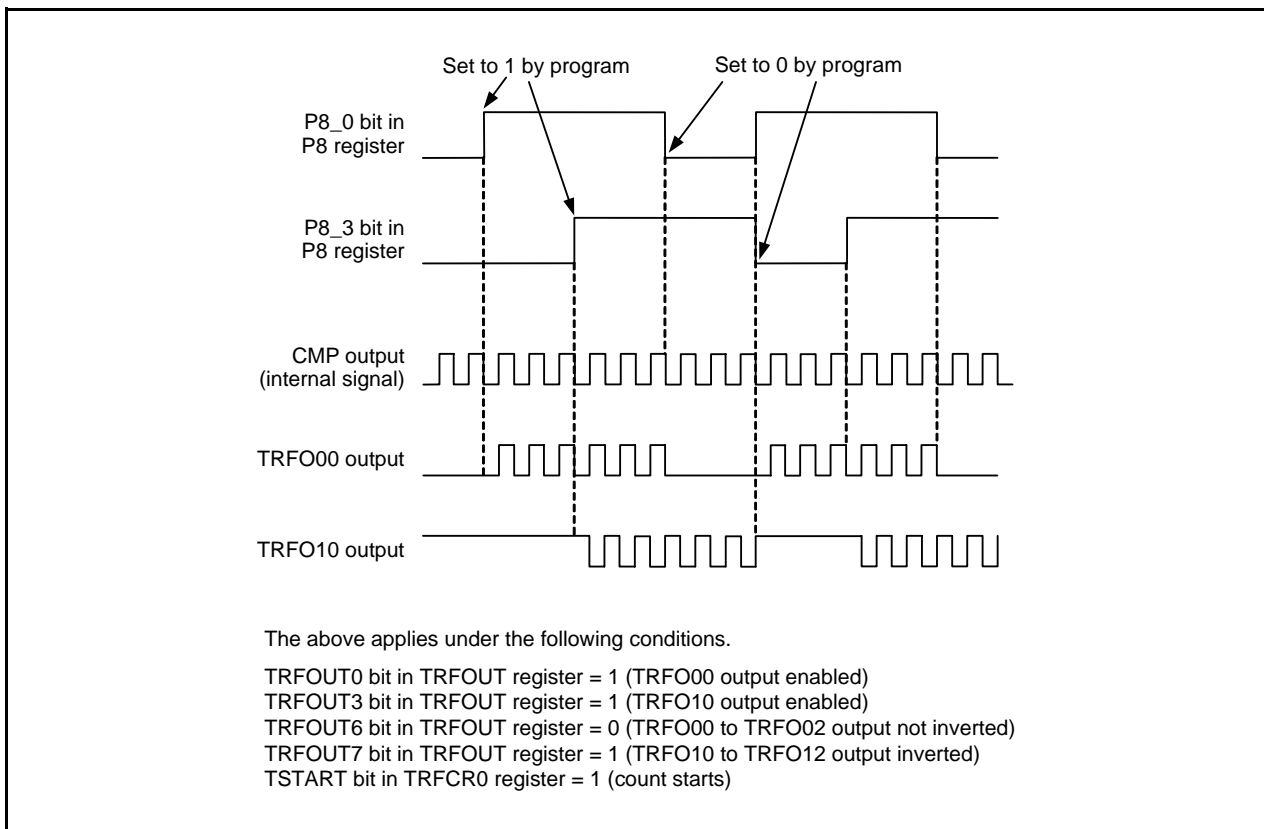 Set to 1 by program
Set to 0 by program
P8_0 bit in
P8 register
P8_3 bit in
P8 register
CMP output
(internal signal)
TRFO00 output
TRFO10 output
The above applies under the following conditions.
TRFOUT0 bit in TRFOUT register = 1 (TRFO00 output enabled)
TRFOUT3 bit in TRFOUT register = 1 (TRFO10 output enabled)
TRFOUT6 bit in TRFOUT register = 0 (TRFO00 to TRFO02 output not inverted)
TRFOUT7 bit in TRFOUT register = 1 (TRFO10 to TRFO12 output inverted)
TSTART bit in TRFCR0 register = 1 (count starts)